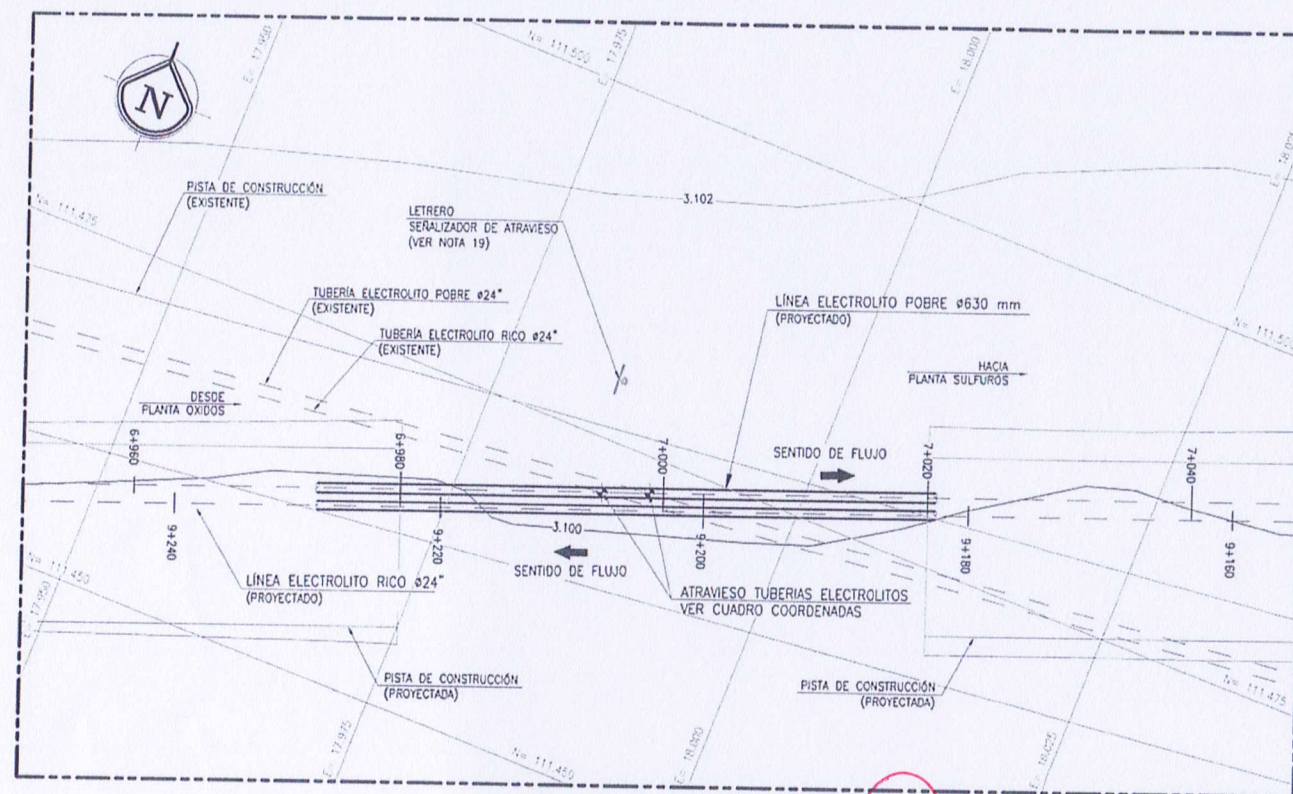 E= 17.950
N= 111.500
E= 17.975
E= 18.000
N
PISTA DE CONSTRUCCIÓN
(EXISTENTE)
N= 111.475
LETRERO
SEÑALIZADOR DE ATRAVIESO
(VER NOTA 19)
3.102
TUBERÍA ELECTROLITO POBRE ø24"
(EXISTENTE)
TUBERÍA ELECTROLITO RICO ø24"
(EXISTENTE)
LÍNEA ELECTROLITO POBRE ø630 mm
(PROYECTADO)
N= 111.500
HACIA
PLANTA SULFUROS
DESDE
PLANTA OXIDOS
6+960
6+980
7+000
SENTIDO DE FLUJO
7+020
7+040
9+240
9+220
3.100
9+200
9+180
9+160
SENTIDO DE FLUJO
LÍNEA ELECTROLITO RICO ø24"
(PROYECTADO)
ATRAVIESO TUBERIAS ELECTROLITOS
VER CUADRO COORDENADAS
N= 111.450
E= 17.950
PISTA DE CONSTRUCCIÓN
(PROYECTADA)
PISTA DE CONSTRUCCIÓN
(PROYECTADA)
N= 111.475
E= 17.975
N= 111.450
E= 18.000
E= 18.025